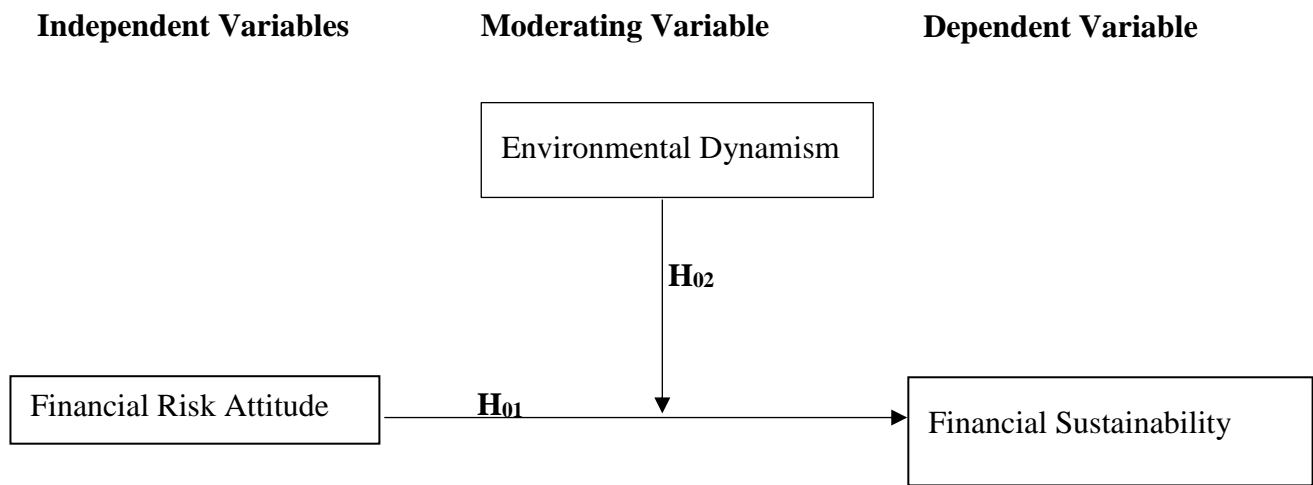 Independent Variables
Moderating Variable
Dependent Variable
Environmental Dynamism
H02
Financial Risk Attitude
H01
Financial Sustainability